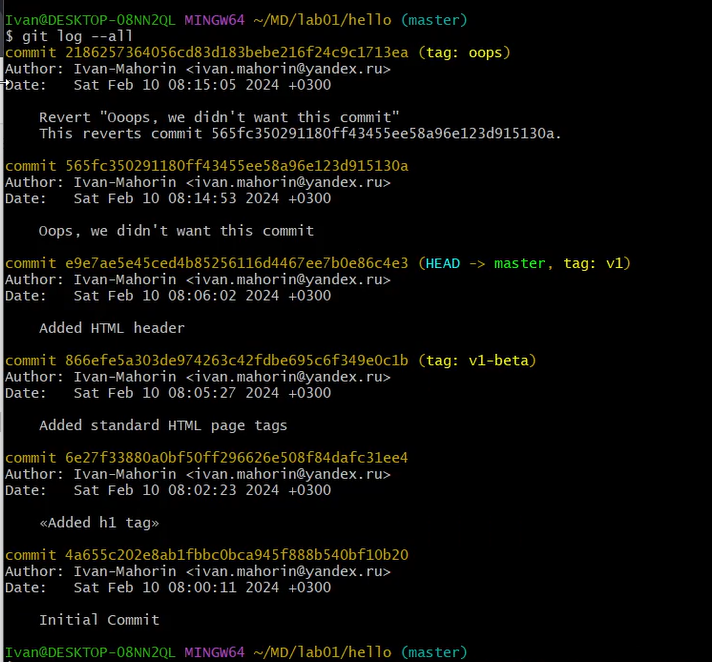 Ivan@DESKTOP-08NN2QL MINGW64 ~/MD/lab01/hello (master)
$ git log --all
commit 2186257364056cd83d183bebe216f24c9c1713ea (tag: oops)
Author: Ivan-Mahorin <ivan.mahorin@yandex.ru>
Date:   Sat Feb 10 08:15:05 2024 +0300

    Revert "Ooops, we didn't want this commit"
    This reverts commit 565fc350291180ff43455ee58a96e123d915130a.

commit 565fc350291180ff43455ee58a96e123d915130a
Author: Ivan-Mahorin <ivan.mahorin@yandex.ru>
Date:   Sat Feb 10 08:14:53 2024 +0300

    Oops, we didn't want this commit

commit e9e7ae5e45ced4b85256116d4467ee7b0e86c4e3 (HEAD -> master, tag: v1)
Author: Ivan-Mahorin <ivan.mahorin@yandex.ru>
Date:   Sat Feb 10 08:06:02 2024 +0300

    Added HTML header

commit 866efe5a303de974263c42fdbe695c6f349e0c1b (tag: v1-beta)
Author: Ivan-Mahorin <ivan.mahorin@yandex.ru>
Date:   Sat Feb 10 08:05:27 2024 +0300

    Added standard HTML page tags

commit 6e27f33880a0bf50ff296626e508f84dafc31ee4
Author: Ivan-Mahorin <ivan.mahorin@yandex.ru>
Date:   Sat Feb 10 08:02:23 2024 +0300

    «Added h1 tag»

commit 4a655c202e8ab1fbbc0bca945f888b540bf10b20
Author: Ivan-Mahorin <ivan.mahorin@yandex.ru>
Date:   Sat Feb 10 08:00:11 2024 +0300

    Initial Commit

Ivan@DESKTOP-08NN2QL MINGW64 ~/MD/lab01/hello (master)